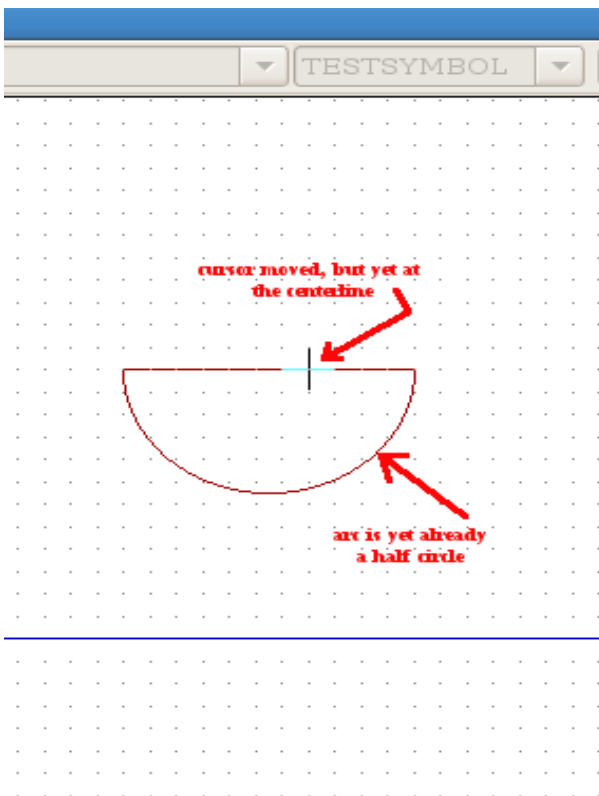 TESTSYMBOL
cursor moved, but yet at
the centerline
arc is yet already
a half circle